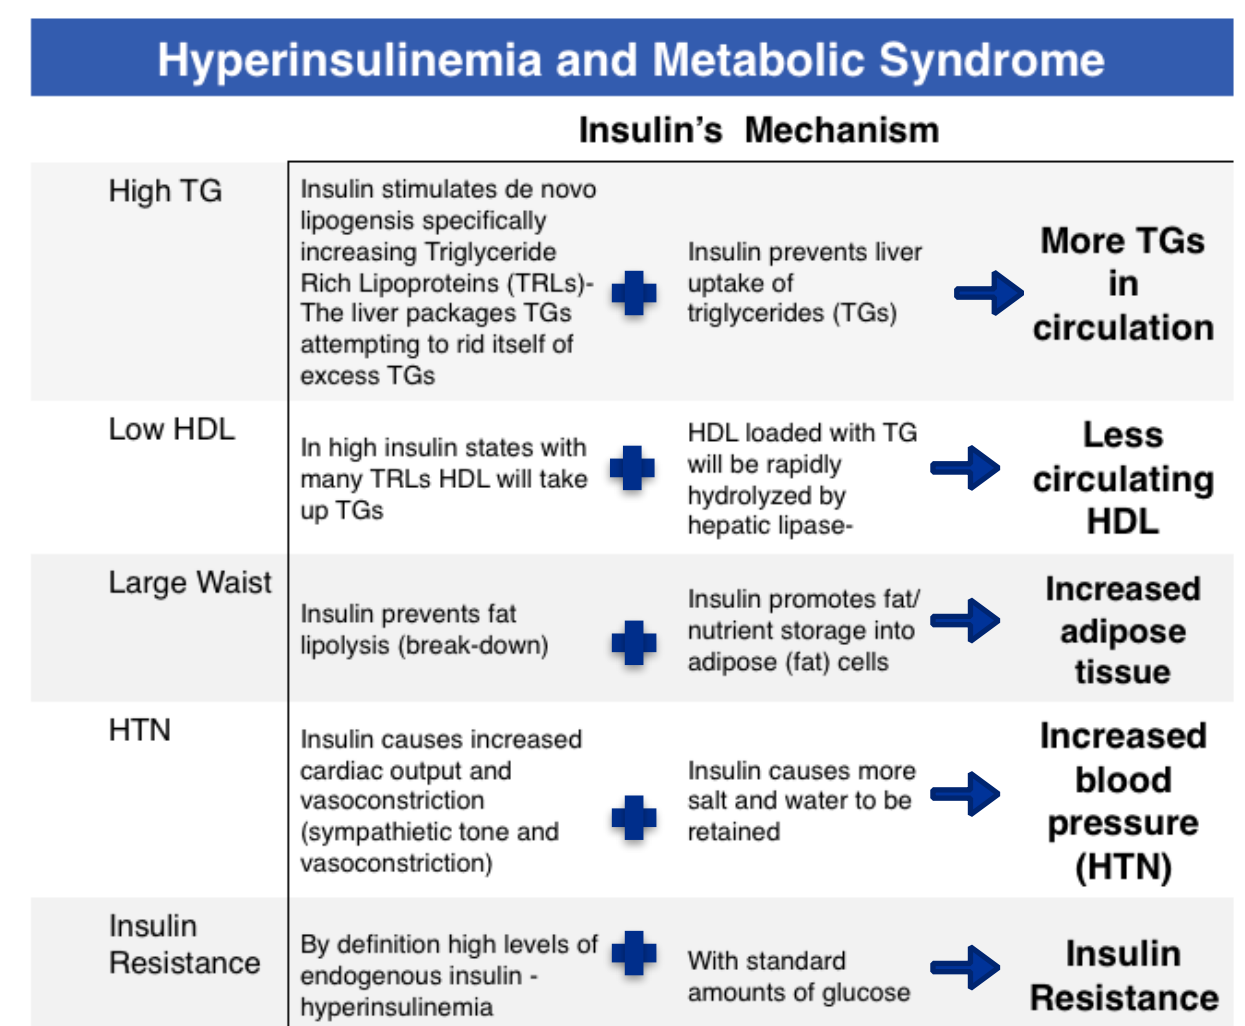 Hyperinsulinemia and Metabolic Syndrome
Insulin's Mechanism
High TG
Insulin stimulates de novo
lipogensis specifically
increasing Triglyceride
Rich Lipoproteins (TRLs)-
The liver packages TGs
attempting to rid itself of
excess TGs
Insulin prevents liver
uptake of
triglycerides (TGs)
More TGs
in
circulation
Low HDL
In high insulin states with
many TRLs HDL will take
up TGs
HDL loaded with TG
will be rapidly
hydrolyzed by
hepatic lipase-
Less
circulating
HDL
Large Waist
Insulin prevents fat
lipolysis (break-down)
Insulin promotes fat/
nutrient storage into
adipose (fat) cells
Increased
adipose
tissue
HTN
Insulin causes increased
cardiac output and
vasoconstriction
(sympathietic tone and
vasoconstriction)
Insulin causes more
salt and water to be
retained
Increased
blood
pressure
(HTN)
Insulin
Resistance
By definition high levels of
endogenous insulin -
hyperinsulinemia
With standard
amounts of glucose
Insulin
Resistance